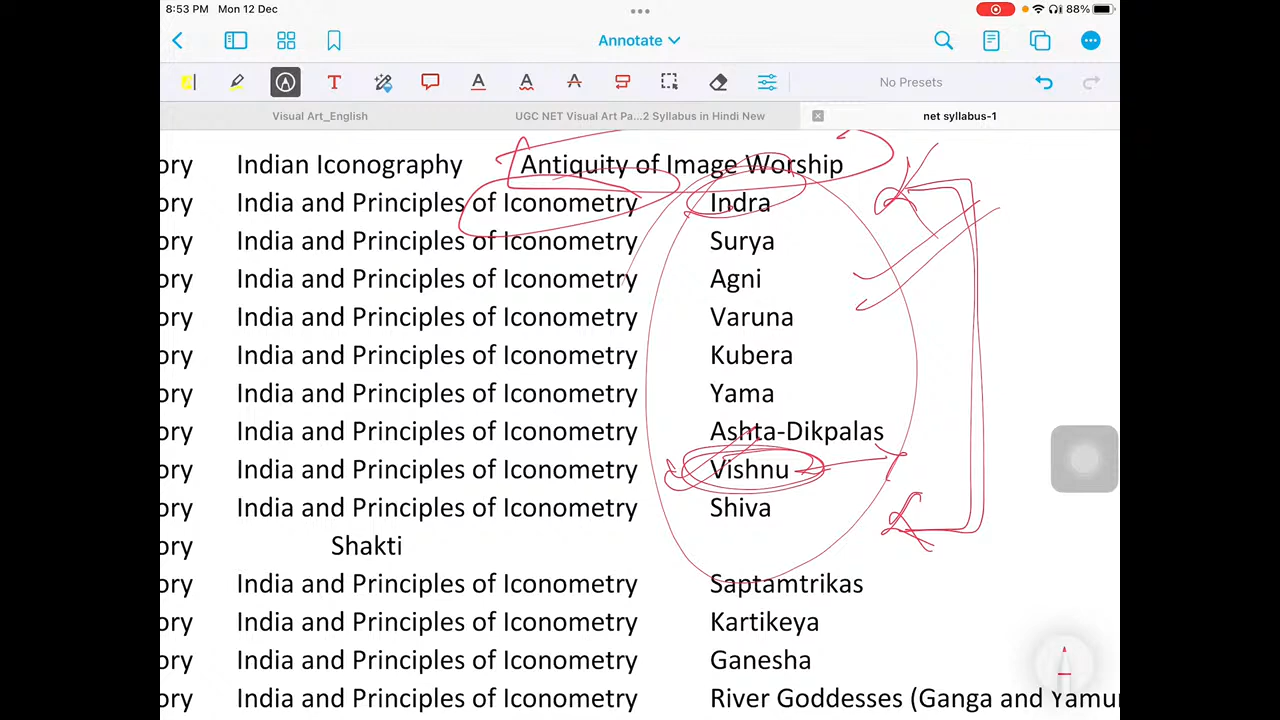 8:53 PM Mon 12 Dec 88%
Annotate
No Presets
Visual Art_English UGC NET Visual Art Pa...2 Syllabus in Hindi New net syllabus-1
ory Indian Iconography Antiquity of Image Worship
ory India and Principles of Iconometry Indra
ory India and Principles of Iconometry Surya
ory India and Principles of Iconometry Agni
ory India and Principles of Iconometry Varuna
ory India and Principles of Iconometry Kubera
ory India and Principles of Iconometry Yama
ory India and Principles of Iconometry Ashta-Dikpalas
ory India and Principles of Iconometry Vishnu
ory India and Principles of Iconometry Shiva
ory Shakti
ory India and Principles of Iconometry Saptamtrikas
ory India and Principles of Iconometry Kartikeya
ory India and Principles of Iconometry Ganesha
ory India and Principles of Iconometry River Goddesses (Ganga and Yamu